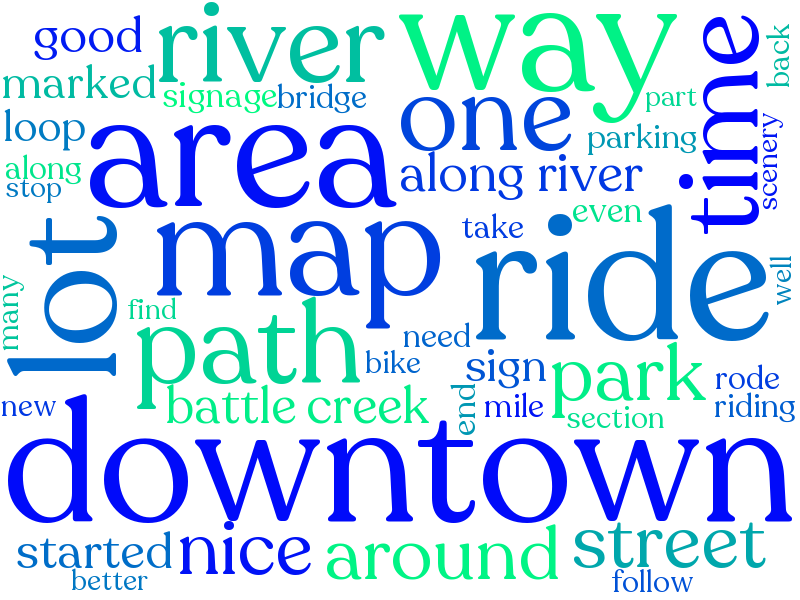 good
river
way
time
back
marked
signage
bridge
part
loop
area
one
parking
scenery
along
stop
along river
even
take
lot
map
ride
well
many
find
path
need
bike
sign
park
rode
new
battle creek
end
mile
section
riding
downtown
started
nice
around
street
better
follow